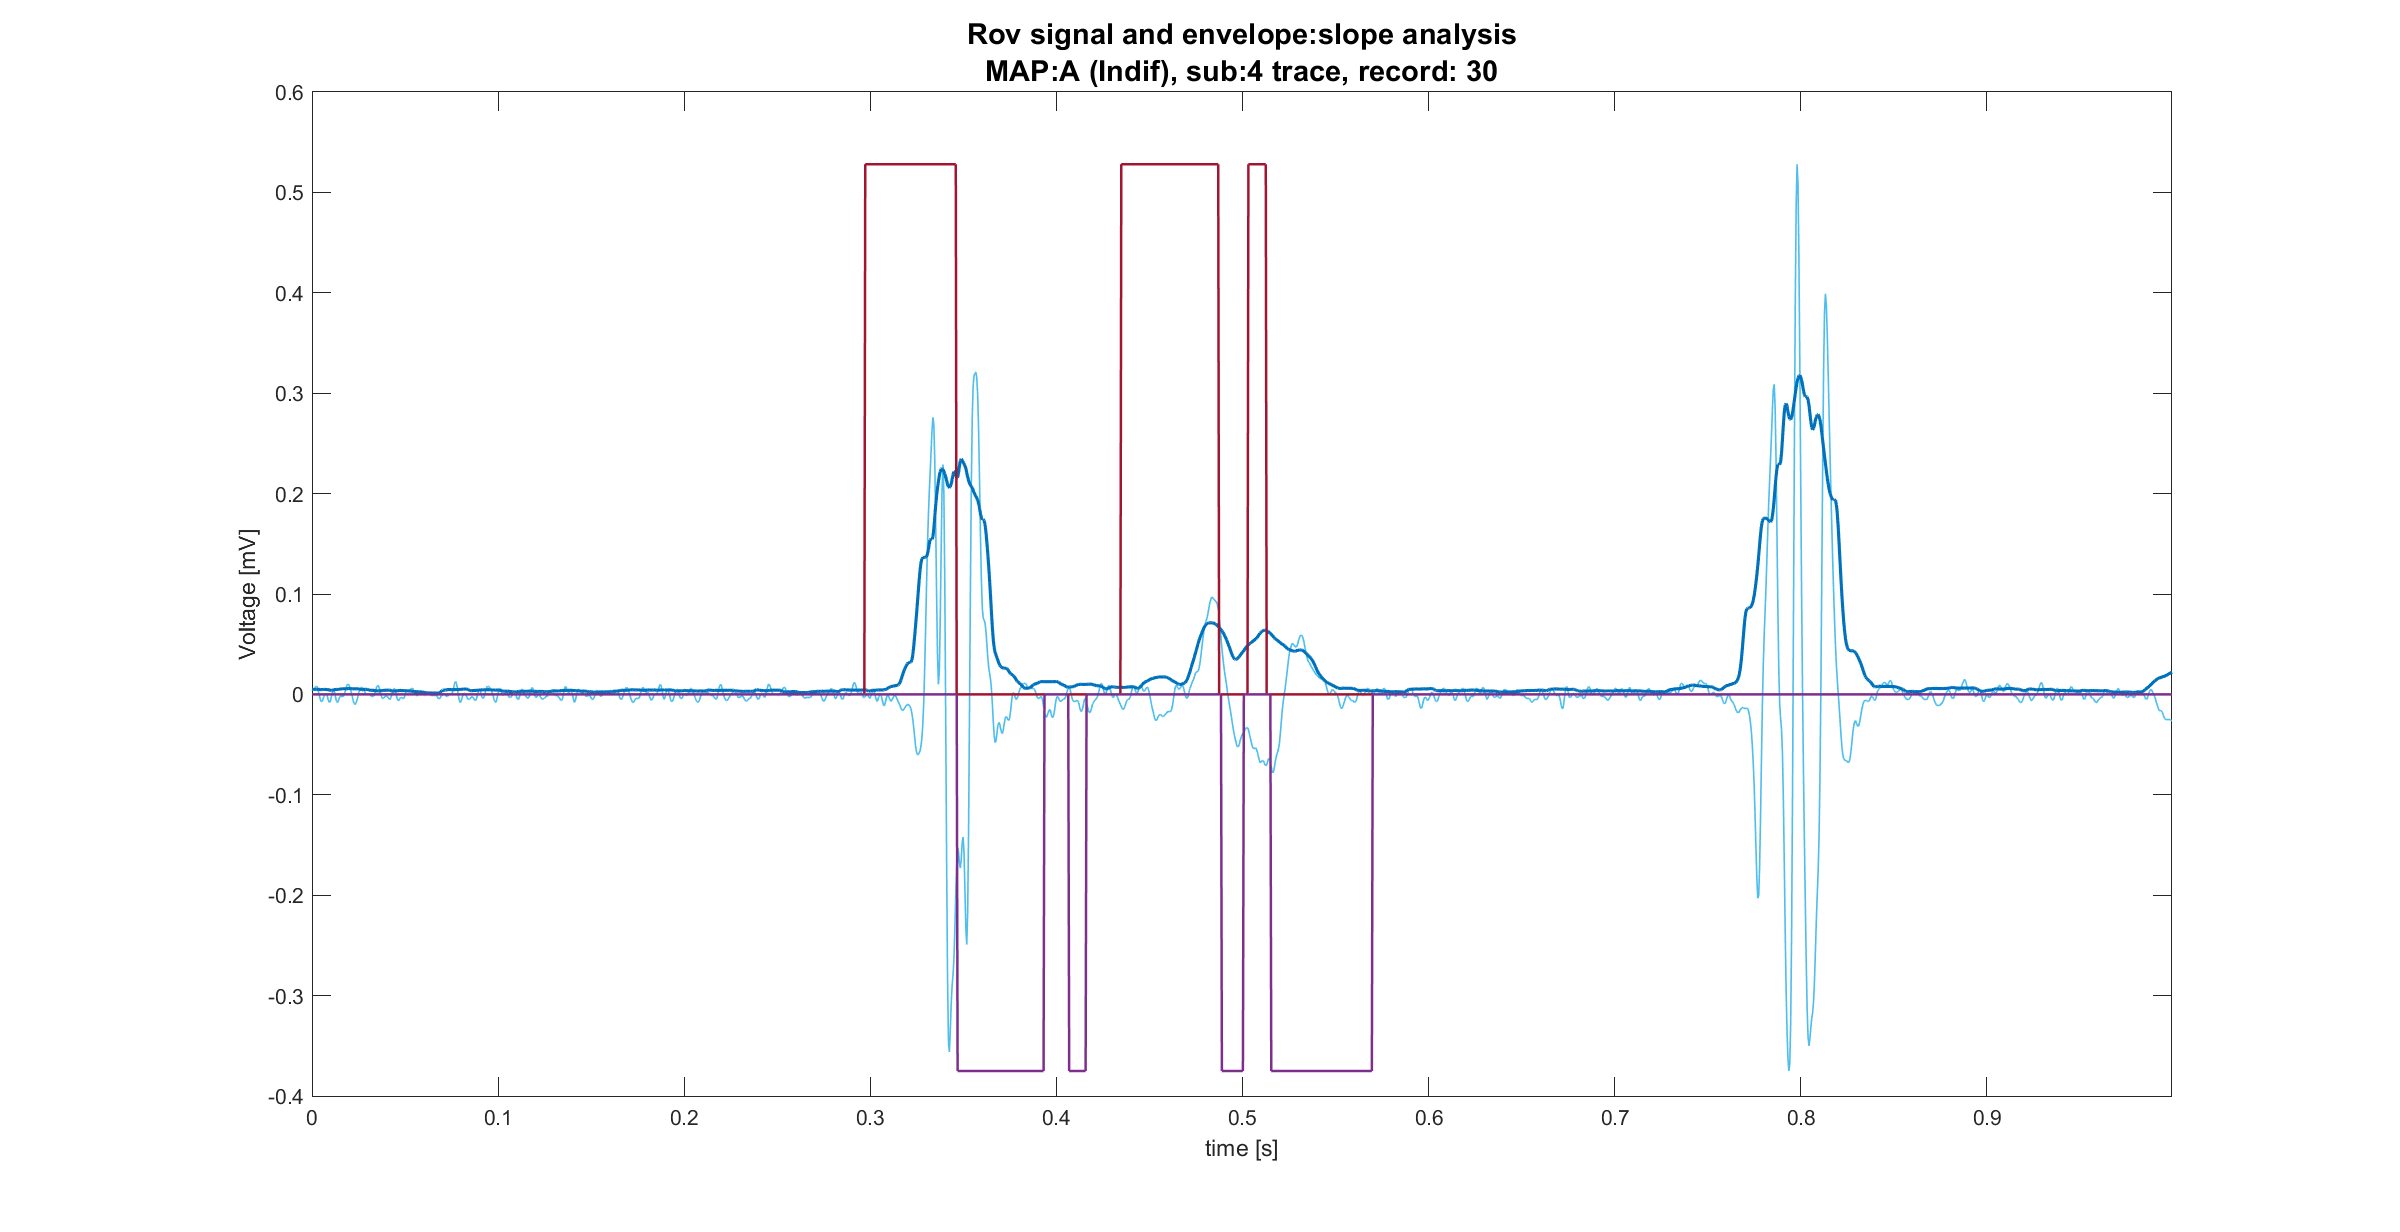 Rov signal and envelope:slope analysis
MAP:A (Indif), sub:4 trace, record: 30
0.6
0.5
0.4
0.3
0.2
0.1
0
-0.1
-0.2
-0.3
-0.4
Voltage [mV]
0 0.1 0.2 0.3 0.4 0.5 0.6 0.7 0.8 0.9
time [s]